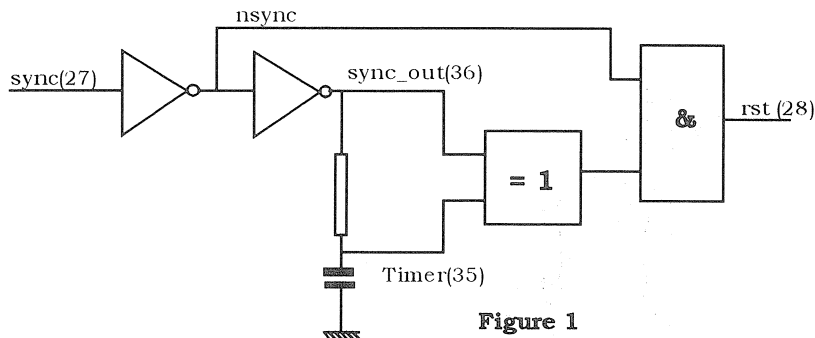 nsync
sync(27)
sync_out(36)
rst (28)
&
= 1
Timer(35)
Figure 1